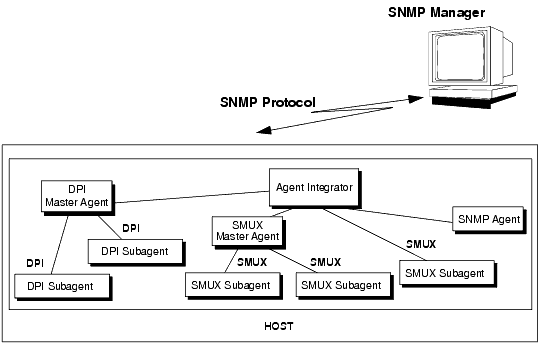 SNMP Manager
SNMP Protocol
DPI
Master Agent
Agent Integrator
SNMP Agent
SMUX
Master Agent
DPI
DPI Subagent
SMUX
DPI
SMUX
SMUX
SMUX Subagent
DPI Subagent
SMUX Subagent
SMUX Subagent
HOST